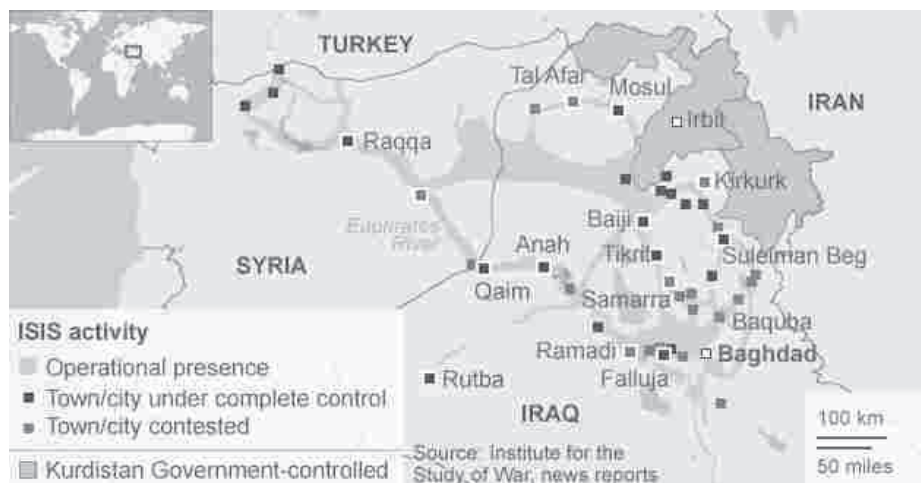 TURKEY
Tal Afar
Mosul
IRAN
Irbil
Raqqa
Kirkurk
Euphrates
River
Baiji
SYRIA
Anah
Tikrit
Suleiman Beg
Qaim
Samarra
Baquba
Ramadi
Baghdad
Falluja
Rutba
IRAQ
ISIS activity
Operational presence
Town/city under complete control
Town/city contested
Kurdistan Government-controlled
Source: Institute for the
Study of War, news reports
100 km
50 miles